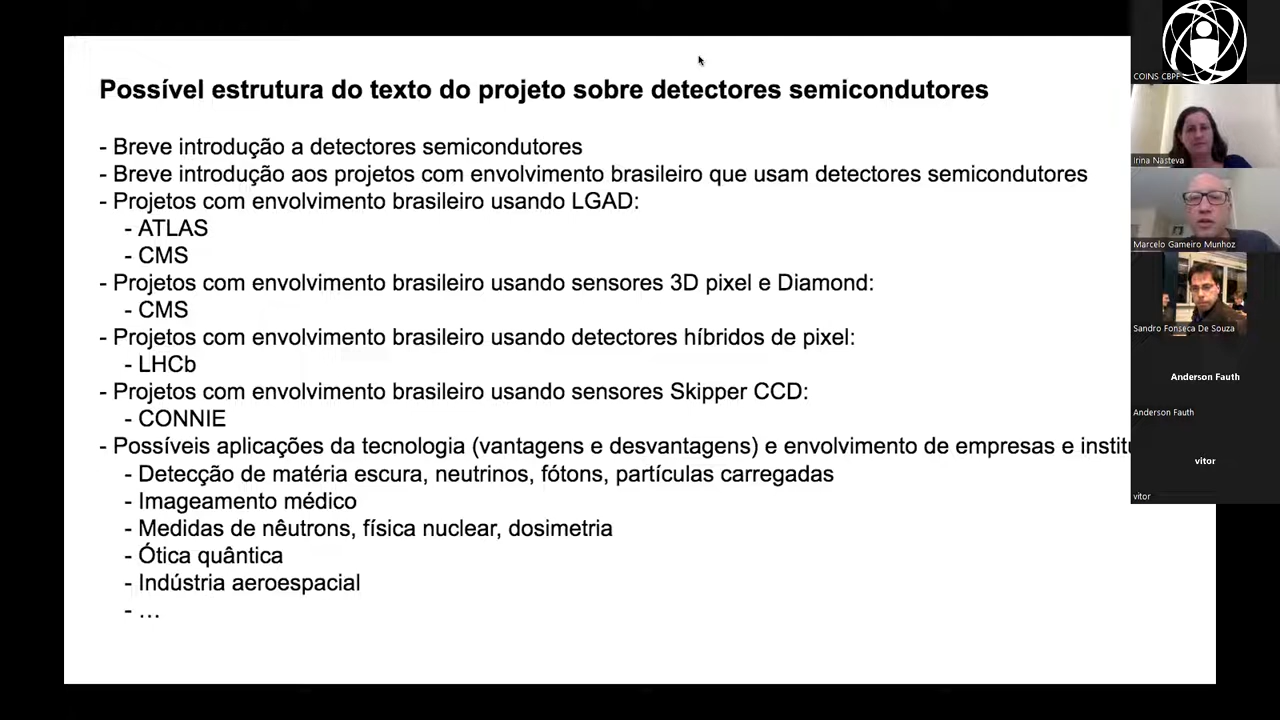 Possível estrutura do texto do projeto sobre detectores semicondutores
- Breve introdução a detectores semicondutores
- Breve introdução aos projetos com envolvimento brasileiro que usam detectores semicondutores
- Projetos com envolvimento brasileiro usando LGAD:
- ATLAS
- CMS
- Projetos com envolvimento brasileiro usando sensores 3D pixel e Diamond:
- CMS
- Projetos com envolvimento brasileiro usando detectores híbridos de pixel:
- LHCb
- Projetos com envolvimento brasileiro usando sensores Skipper CCD:
- CONNIE
- Possíveis aplicações da tecnologia (vantagens e desvantagens) e envolvimento de empresas e
- Detecção de matéria escura, neutrinos, fótons, partículas carregadas
- Imageamento médico
- Medidas de nêutrons, física nuclear, dosimetria
- Ótica quântica
- Indústria aeroespacial
- …
COINS CBPF
Irina Nasteva
Marcelo Gameiro Munhoz
Sandro Fonseca De Souza
Anderson Fauth
Anderson Fauth
vitor
vitor